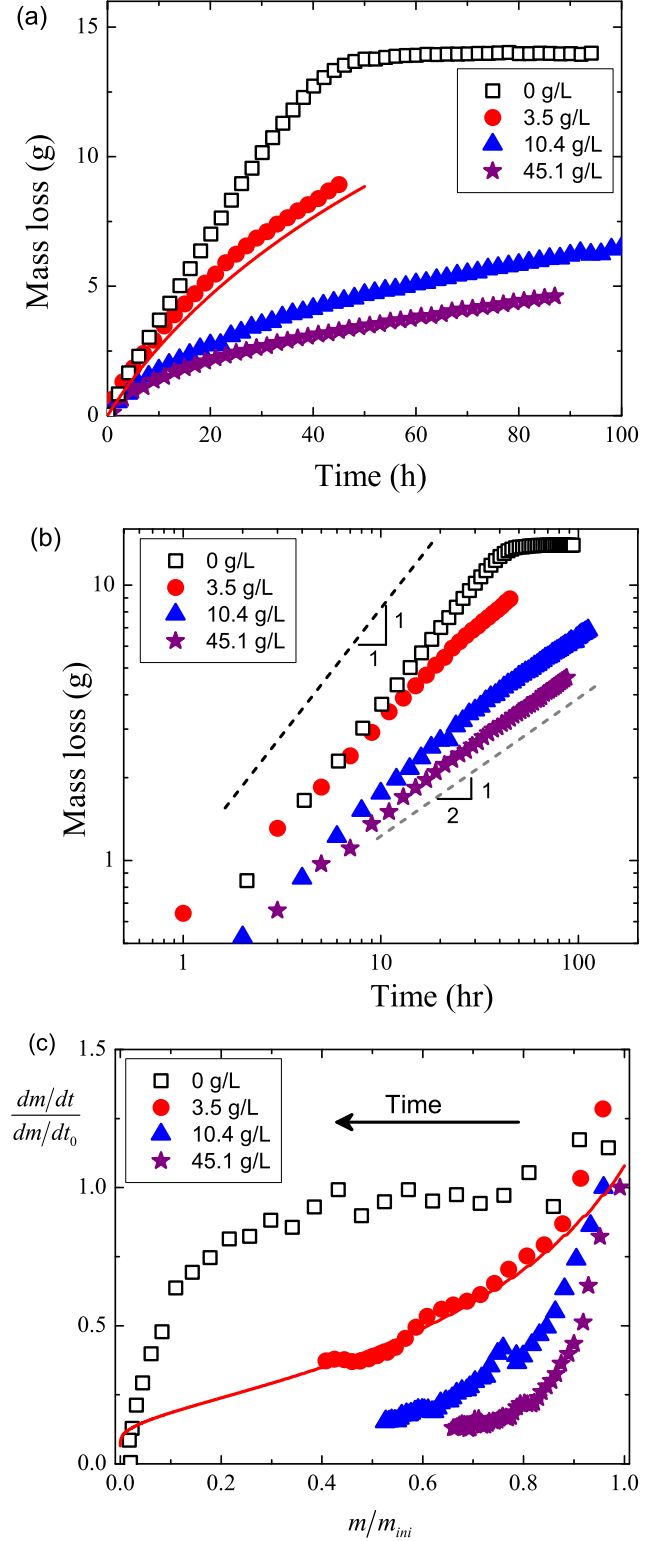 (a)
15
10
5
0
0
20
40
60
80
100
Mass loss (g)
Time (h)
0 g/L
3.5 g/L
10.4 g/L
45.1 g/L
(b)
10
1
1
10
100
Mass loss (g)
Time (hr)
0 g/L
3.5 g/L
10.4 g/L
45.1 g/L
1
1
1
2
(c)
1.5
1.0
0.5
0.0
0.0
0.2
0.4
0.6
0.8
1.0
dm/dt
dm/dt₀
m/m_ini
0 g/L
3.5 g/L
10.4 g/L
45.1 g/L
Time